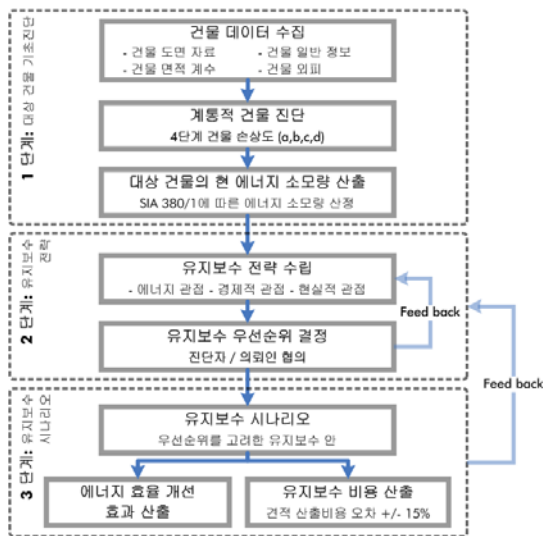 1 단계: 대상 건물 기초진단
건물 데이터 수집
- 건물 도면 자료 - 건물 일반 정보
- 건물 면적 계수 - 건물 외피
계통적 건물 진단
4단계 건물 손상도 (a,b,c,d)
대상 건물의 현 에너지 소모량 산출
SIA 380/1에 따른 에너지 소모량 산정
2 단계: 유지보수
전략
유지보수 전략 수립
- 에너지 관점 - 경제적 관점 - 현실적 관점
Feed back
유지보수 우선순위 결정
진단자 / 의뢰인 협의
Feed back
3 단계: 유지보수
시나리오
유지보수 시나리오
우선순위를 고려한 유지보수 안
에너지 효율 개선
효과 산출
유지보수 비용 산출
견적 산출비용 오차 +/- 15%